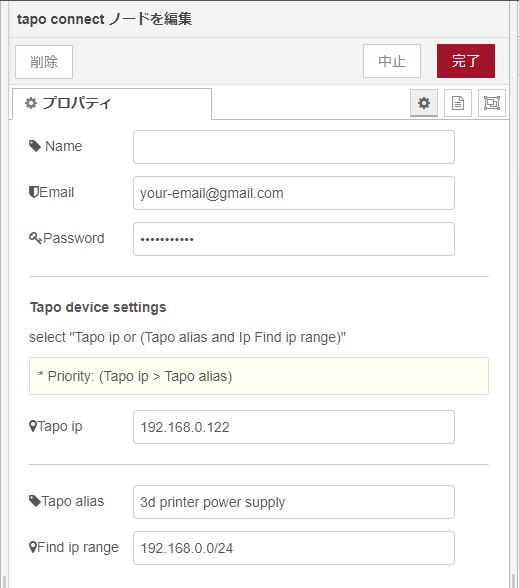 tapo connect ノードを編集
削除
中止
完了
プロパティ
Name
Email
your-email@gmail.com
Password
•••••••••••
Tapo device settings
select "Tapo ip or (Tapo alias and Ip Find ip range)"
* Priority: (Tapo ip > Tapo alias)
Tapo ip
192.168.0.122
Tapo alias
3d printer power supply
Find ip range
192.168.0.0/24